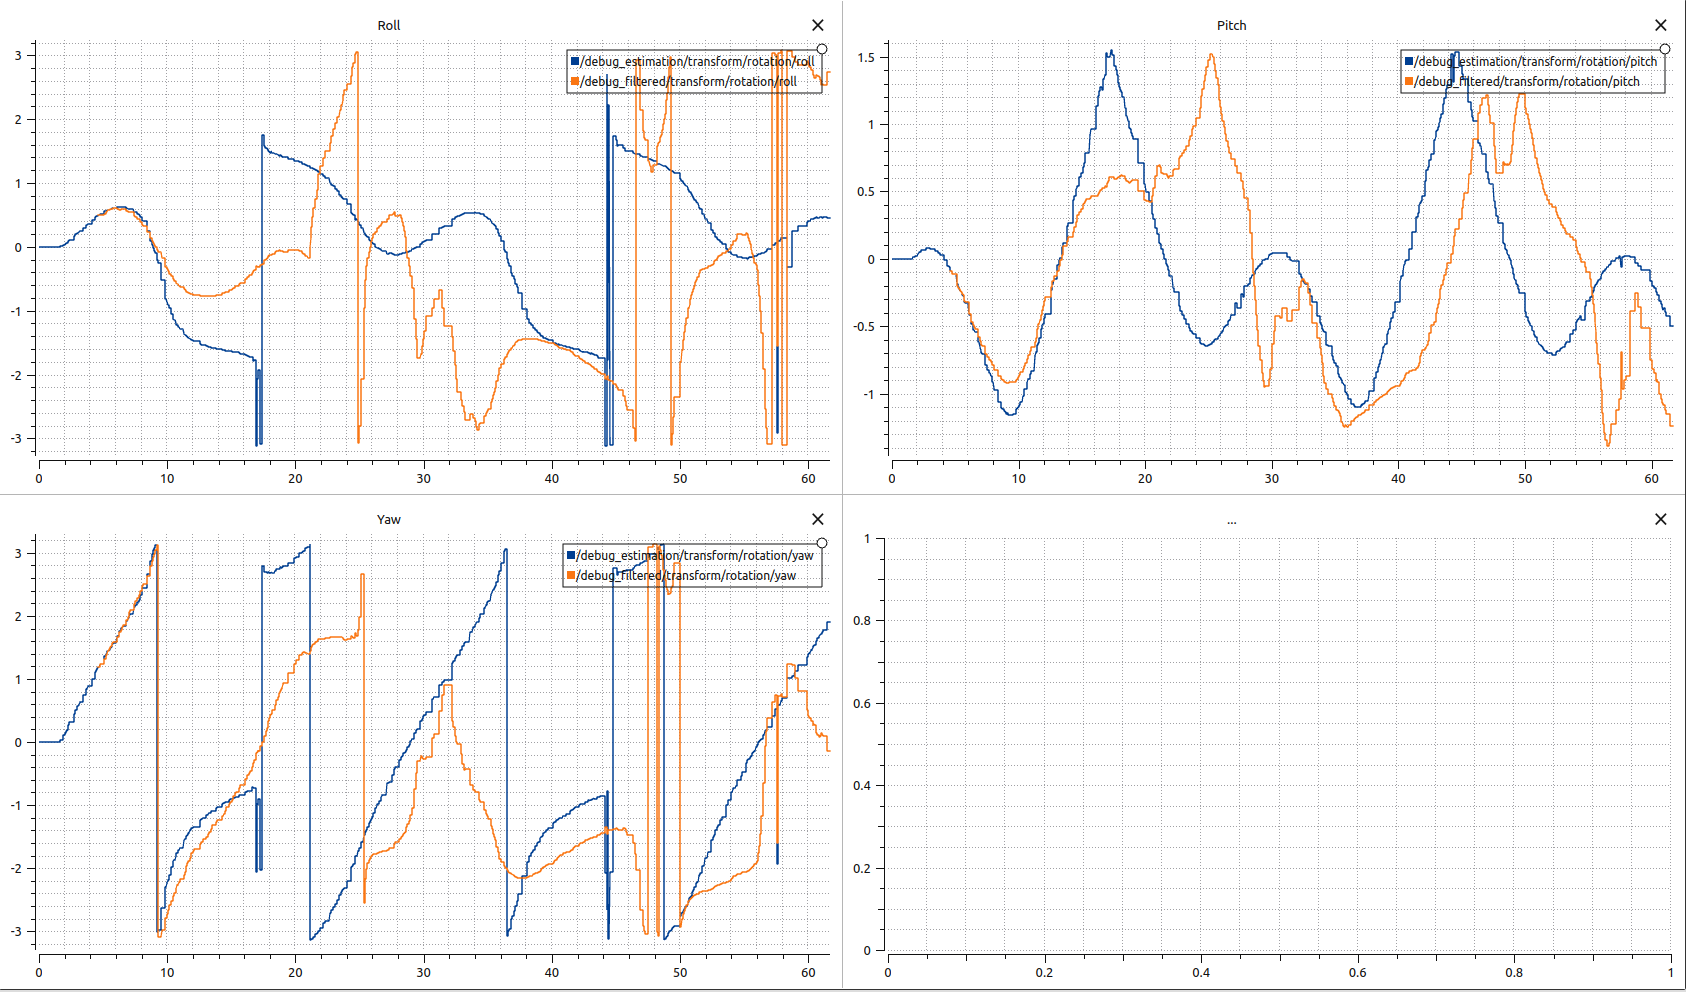 Roll
/debug_estimation/transform/rotation/roll
/debug_filtered/transform/rotation/roll
3
2
1
0
-1
-2
-3
0 10 20 30 40 50 60
Pitch
/debug_estimation/transform/rotation/pitch
/debug_filtered/transform/rotation/pitch
1.5
1
0.5
0
-0.5
-1
0 10 20 30 40 50 60
Yaw
/debug_estimation/transform/rotation/yaw
/debug_filtered/transform/rotation/yaw
3
2
1
0
-1
-2
-3
0 10 20 30 40 50 60
...
1
0.8
0.6
0.4
0.2
0
0 0.2 0.4 0.6 0.8 1